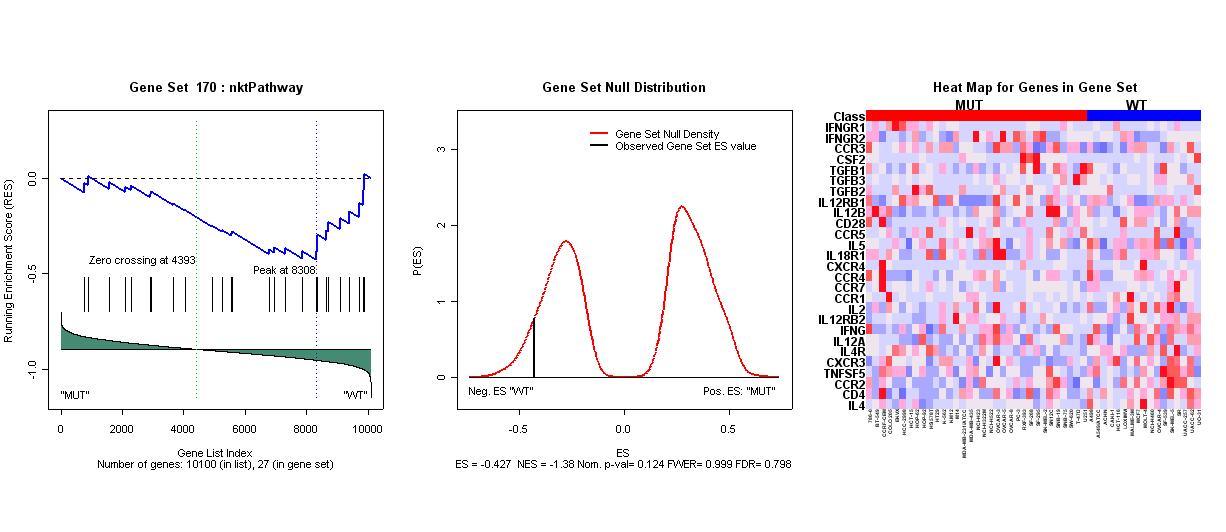 Gene Set 170 : nktPathway
Running Enrichment Score (RES)
0.0
-0.5
-1.0
Zero crossing at 4393
Peak at 8308
"MUT"
"WT"
0
2000
4000
6000
8000
10000
Gene List Index
Number of genes: 10100 (in list), 27 (in gene set)
Gene Set Null Distribution
P(ES)
3
2
1
0
Gene Set Null Density
Observed Gene Set ES value
Neg. ES "WT"
Pos. ES: "MUT"
-0.5
0.0
0.5
ES
ES = -0.427 NES = -1.38 Nom. p-val= 0.124 FWER= 0.999 FDR= 0.798
Heat Map for Genes in Gene Set
MUT
WT
Class
IFNGR1
IFNGR2
CCR3
CSF2
TGFB1
TGFB3
TGFB2
IL12RB1
IL12B
CD28
CCR5
IL5
IL18R1
CXCR4
CCR4
CCR7
CCR1
IL2
IL12RB2
IFNG
IL12A
IL4R
CXCR3
TNFSF5
CCR2
CD4
IL4